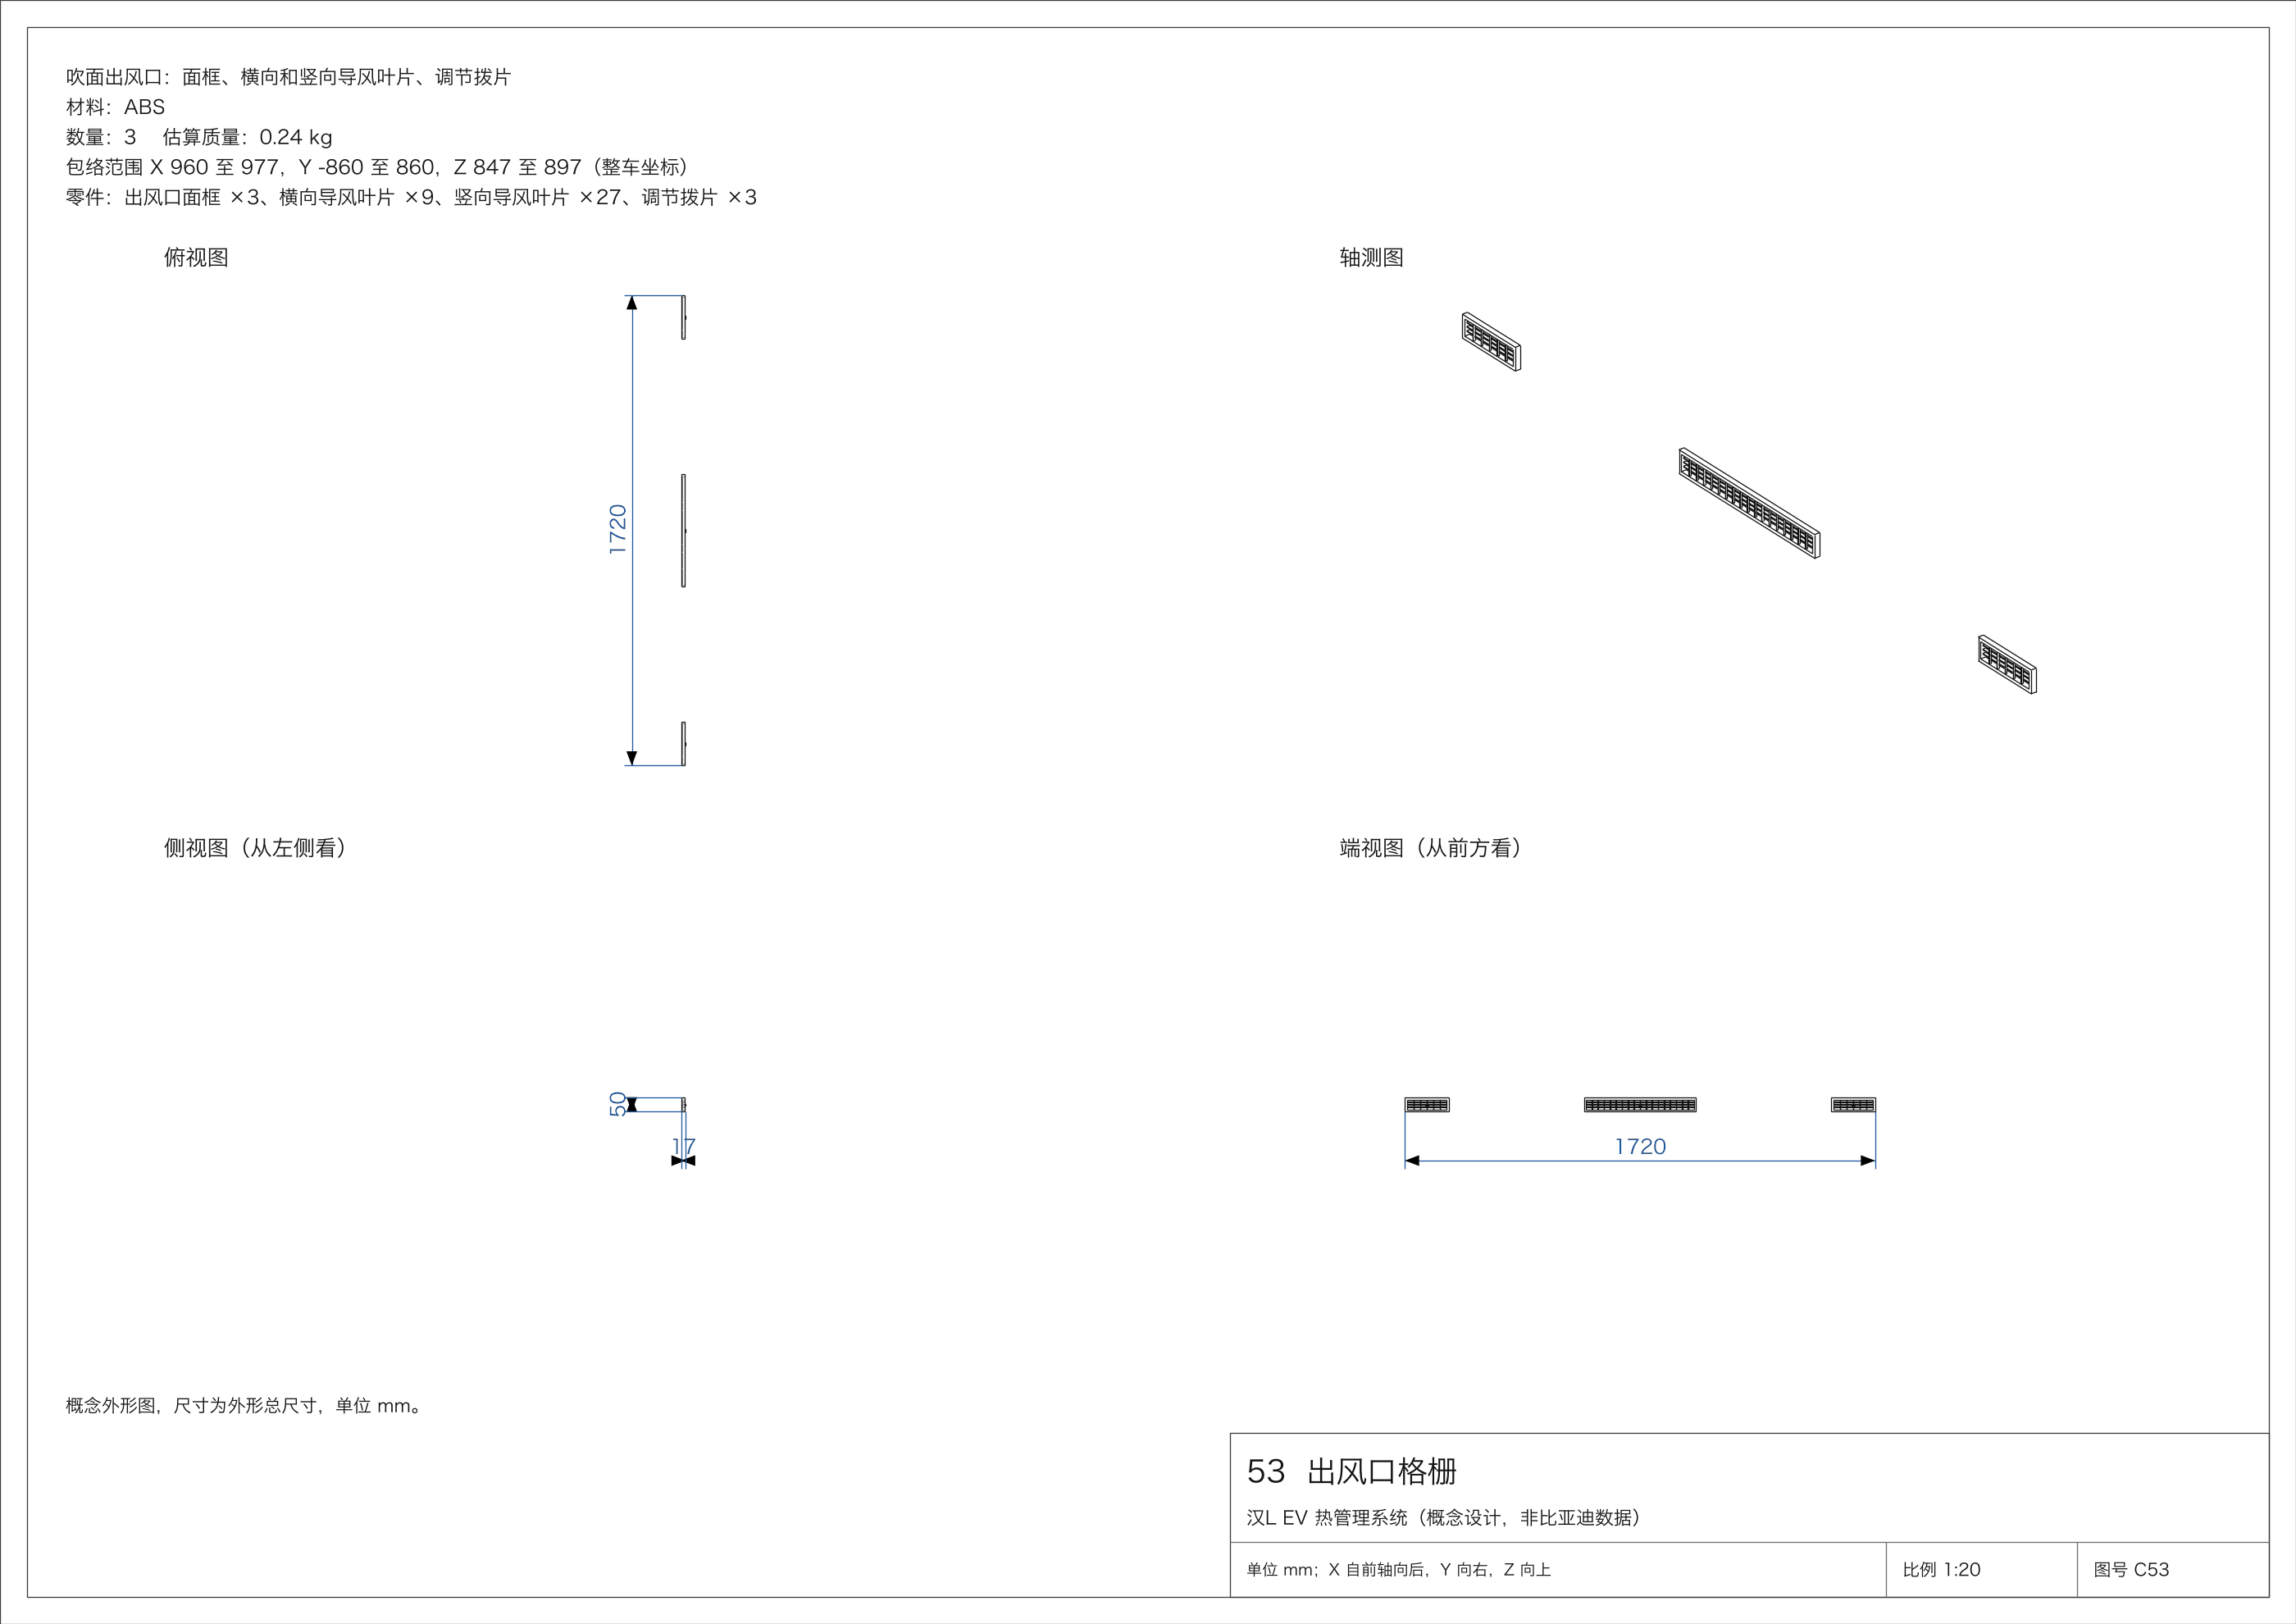 吹面出风口：面框、横向和竖向导风叶片、调节拨片
材料：ABS
数量：3 估算质量：0.24 kg
包络范围 X 960 至 977，Y -860 至 860，Z 847 至 897（整车坐标）
零件：出风口面框 ×3、横向导风叶片 ×9、竖向导风叶片 ×27、调节拨片 ×3
俯视图
轴测图
1720
侧视图（从左侧看）
端视图（从前方看）
50
17
1720
概念外形图，尺寸为外形总尺寸，单位 mm。
53 出风口格栅
汉L EV 热管理系统（概念设计，非比亚迪数据）
单位 mm；X 自前轴向后，Y 向右，Z 向上
比例 1:20
图号 C53